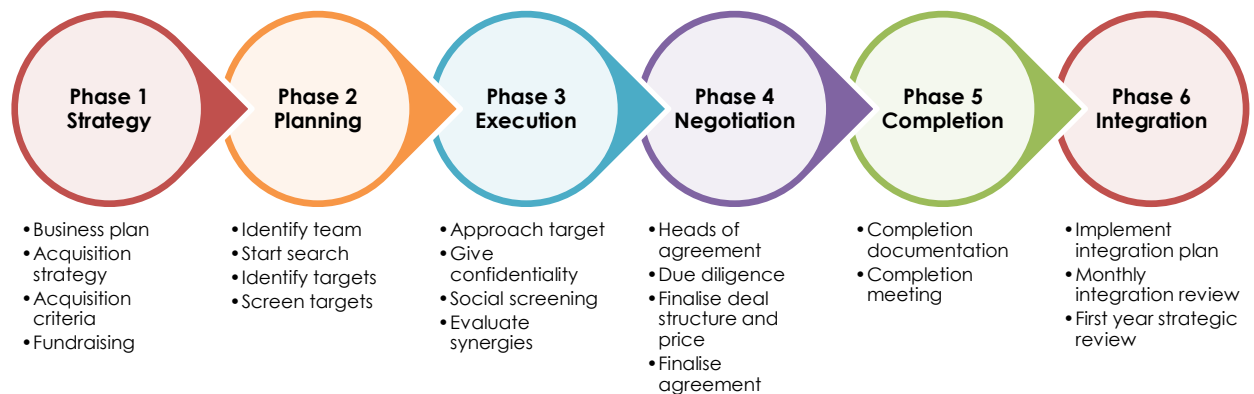 Phase 1
Strategy
Phase 2
Planning
Phase 3
Execution
Phase 4
Negotiation
Phase 5
Completion
Phase 6
Integration
•Business plan
•Acquisition
strategy
•Acquisition
criteria
•Fundraising
•Identify team
•Start search
•Identify targets
•Screen targets
•Approach target
•Give
confidentiality
•Social screening
•Evaluate
synergies
•Heads of
agreement
•Due diligence
•Finalise deal
structure and
price
•Finalise
agreement
•Completion
documentation
•Completion
meeting
•Implement
integration plan
•Monthly
integration review
•First year strategic
review